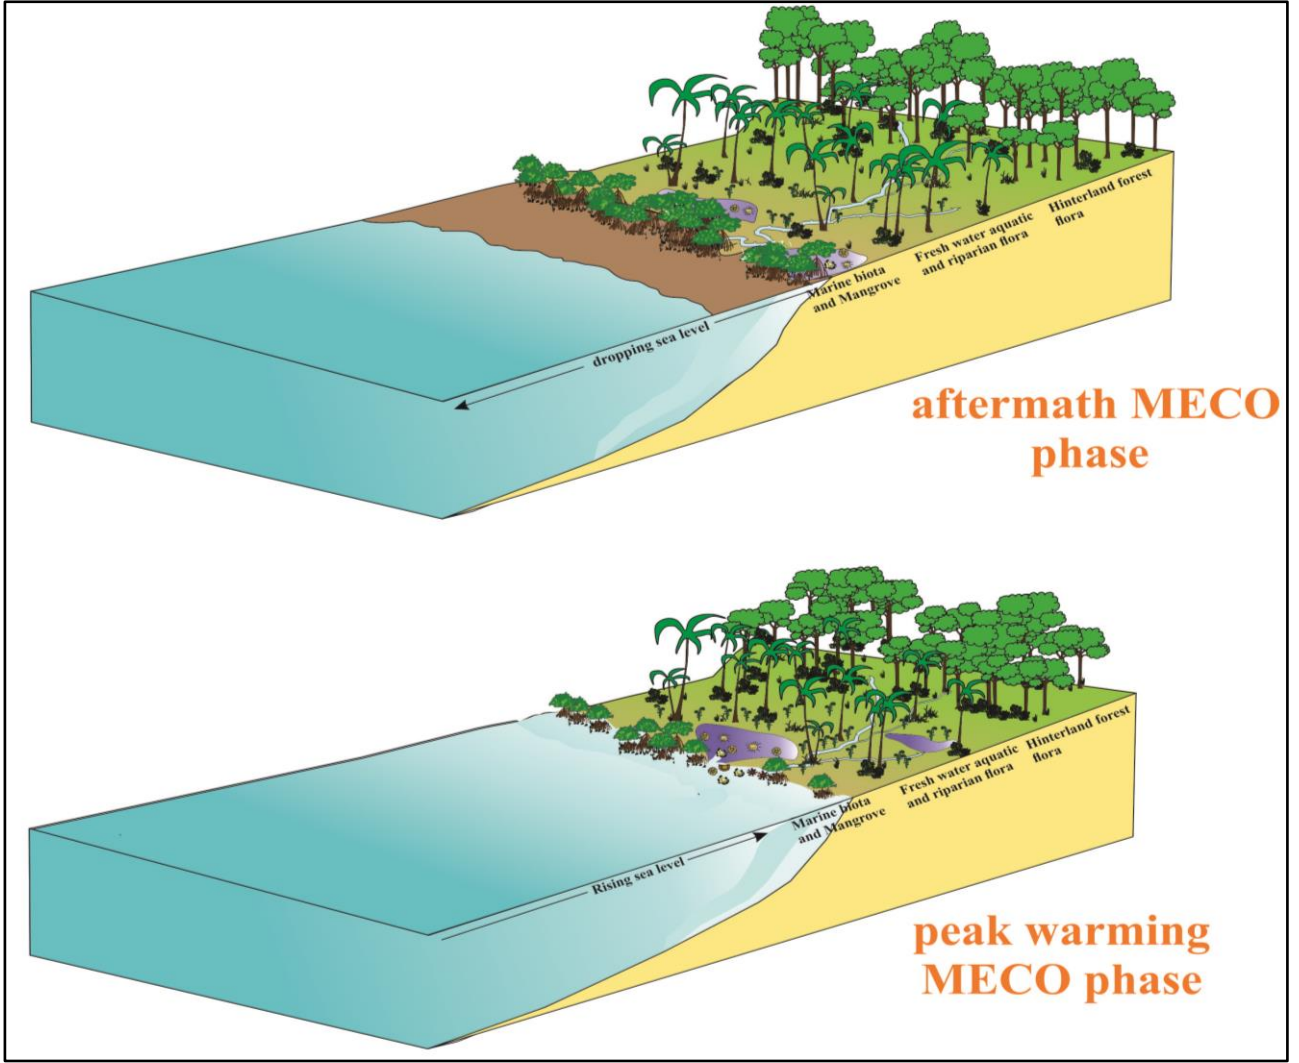 Hinterland forest
flora
Fresh water aquatic
and riparian flora
Marine biota
and Mangrove
dropping sea level
aftermath MECO
phase
Hinterland forest
flora
Fresh water aquatic
and riparian flora
Marine biota
and Mangrove
Rising sea level
peak warming
MECO phase